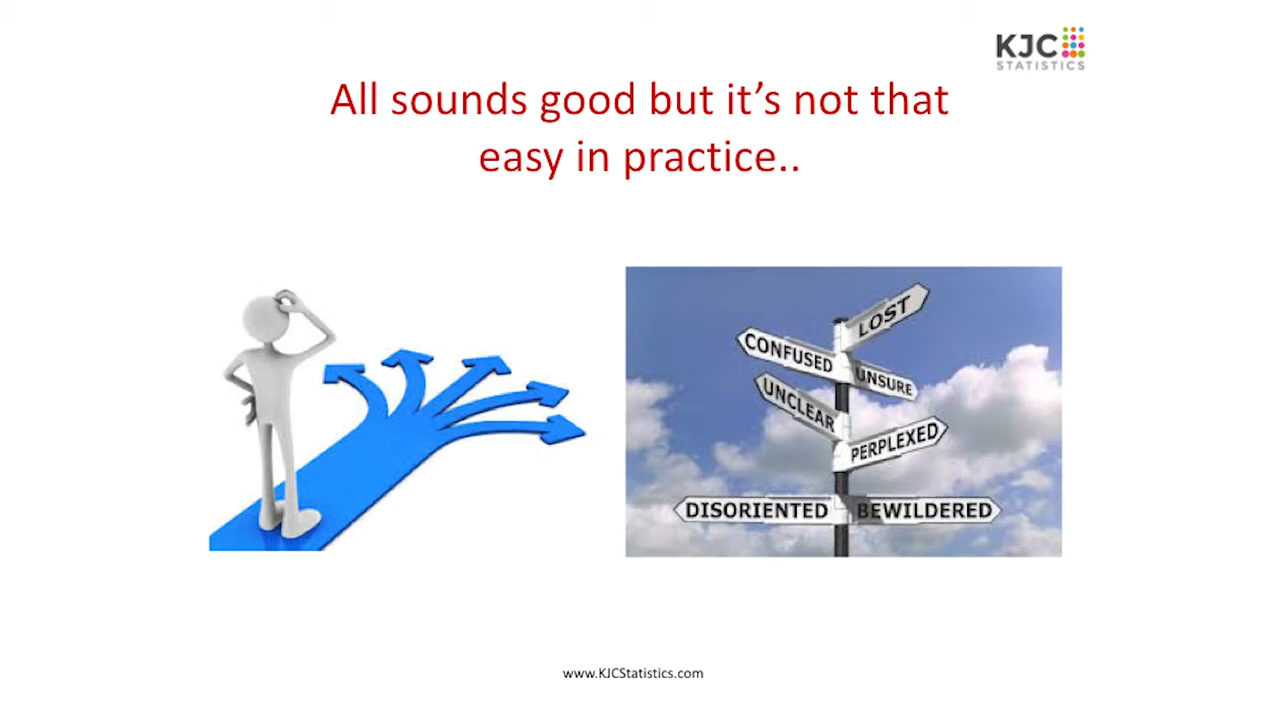 KJC
STATISTICS
All sounds good but it’s not that
easy in practice..
LOST
CONFUSED
UNSURE
UNCLEAR
PERPLEXED
DISORIENTED
BEWILDERED
www.KJCStatistics.com